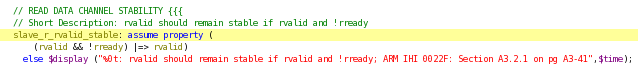 // READ DATA CHANNEL STABILITY {{{
// Short Description: rvalid should remain stable if rvalid and !rready
slave_r_rvalid_stable: assume property (
(rvalid && !rready) |=> rvalid)
else $display ("%0t: rvalid should remain stable if rvalid and !rready; ARM IHI 0022F: Section A3.2.1 on pg A3-41",$time);